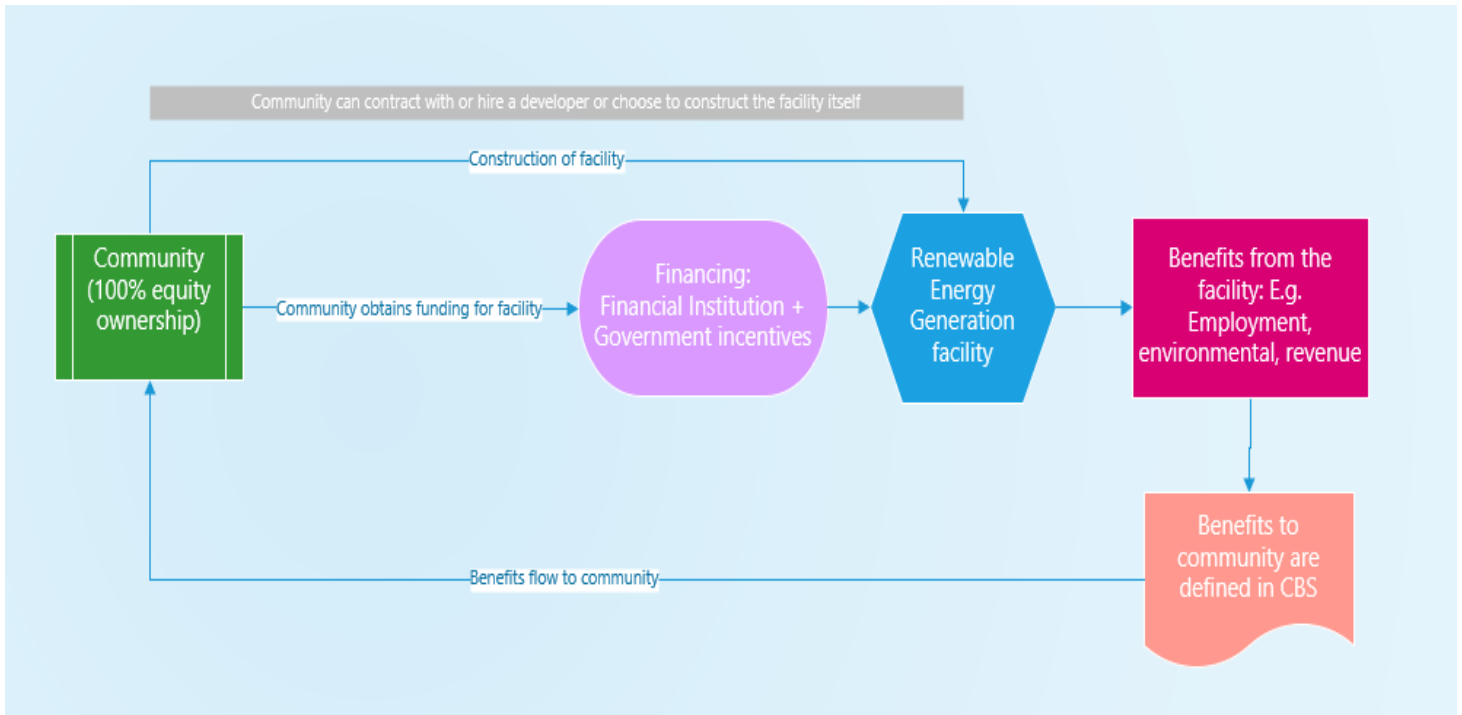 Community can contract with or hire a developer or choose to construct the facility itself
Construction of facility
Community
(100% equity
ownership)
Community obtains funding for facility
Financing:
Financial Institution +
Government incentives
Renewable
Energy
Generation
facility
Benefits from the
facility: E.g.
Employment,
environmental, revenue
Benefits to
community are
defined in CBS
Benefits flow to community